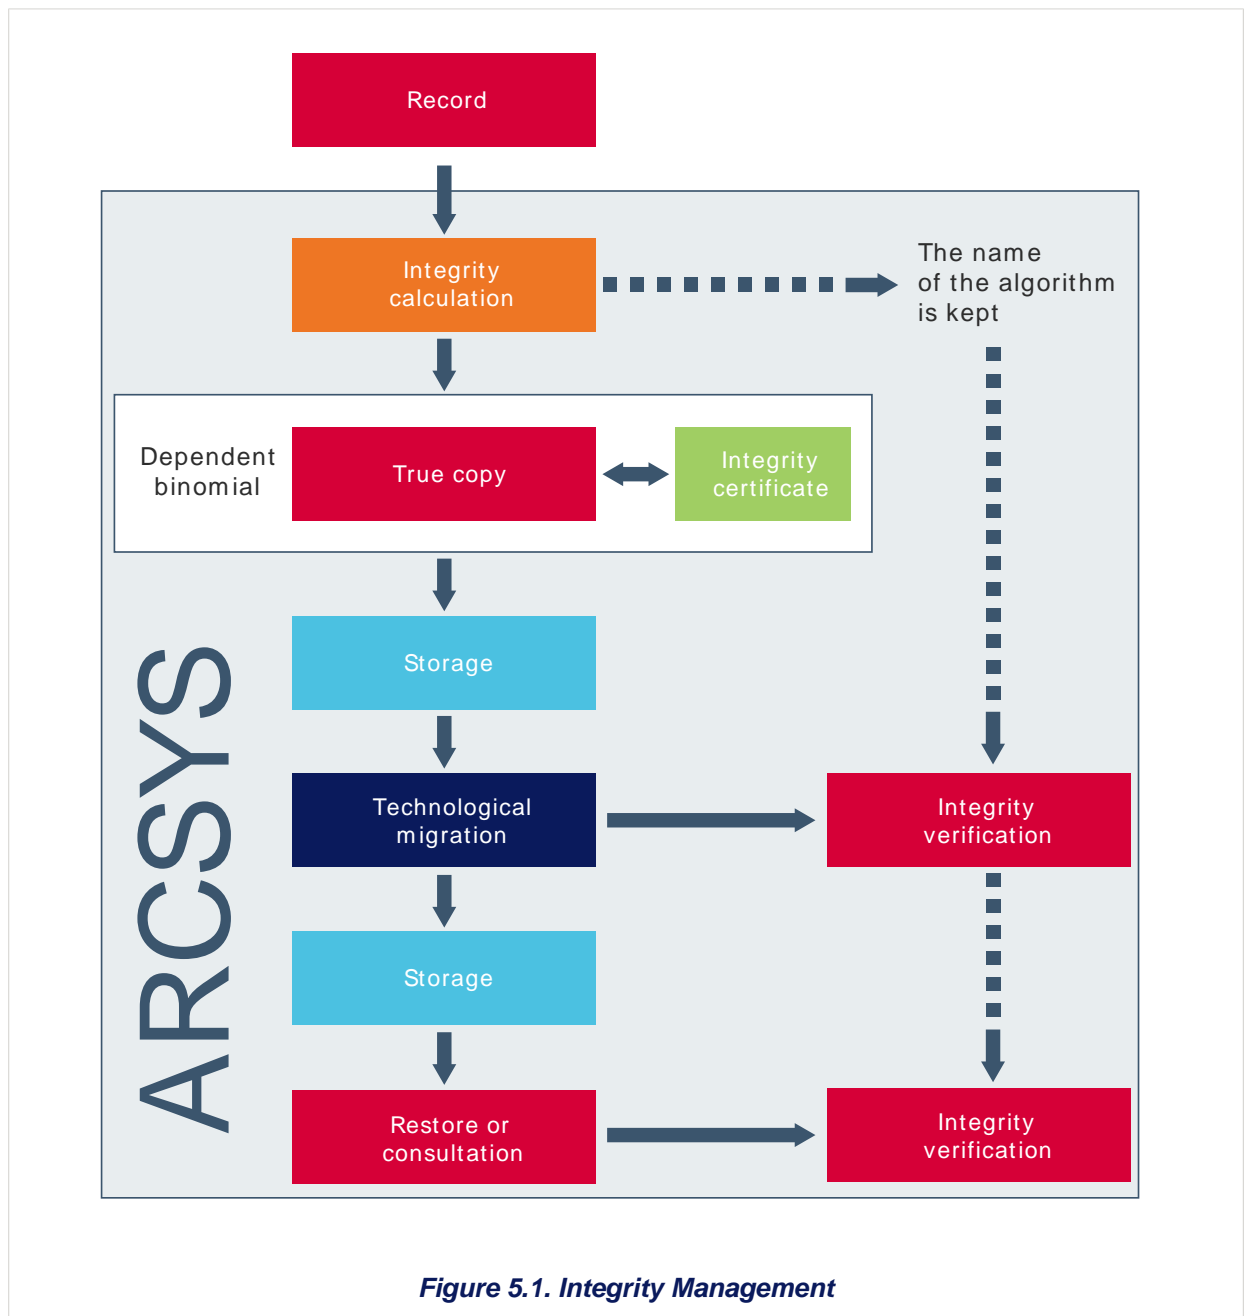 Record
Integrity
calculation
The name
of the algorithm
is kept
Dependent
binomial
True copy
Integrity
certificate
Storage
Technological
migration
Integrity
verification
Storage
Restore or
consultation
Integrity
verification
ARCSYS
Figure 5.1. Integrity Management